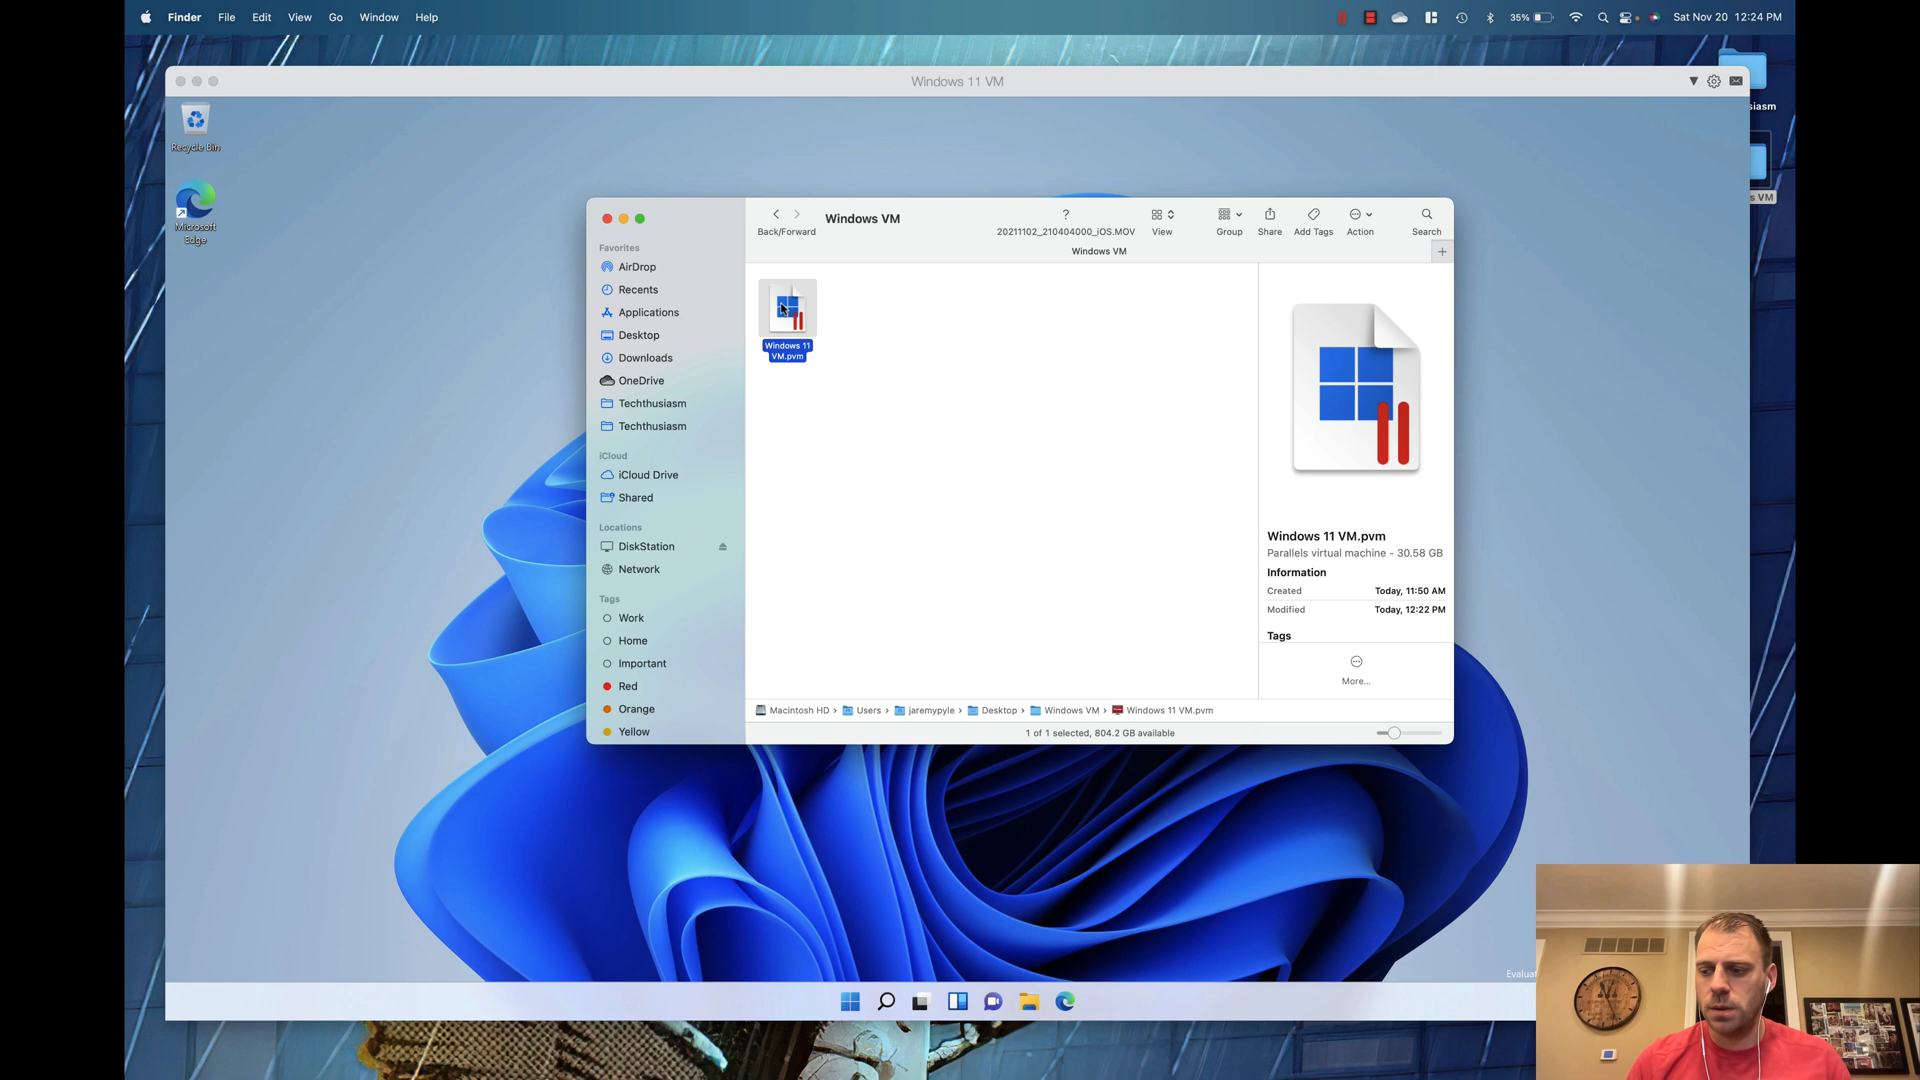 Finder File Edit View Go Window Help
35%
Sat Nov 20 12:24 PM
Windows 11 VM
Recycle Bin
Microsoft
Edge
siasm
VM
Windows VM
Back/Forward
?
20211102_210404000_iOS.MOV
View
Group
Share
Add Tags
Action
Search
Windows VM
Favorites
AirDrop
Recents
Applications
Desktop
Downloads
OneDrive
Techthusiasm
Techthusiasm
iCloud
iCloud Drive
Shared
Locations
DiskStation
Network
Tags
Work
Home
Important
Red
Orange
Yellow
Windows 11
VM.pvm
Windows 11 VM.pvm
Parallels virtual machine - 30.58 GB
Information
Created Today, 11:50 AM
Modified Today, 12:22 PM
Tags
More...
Macintosh HD › Users › jaremypyle › Desktop › Windows VM › Windows 11 VM.pvm
1 of 1 selected, 804.2 GB available
Evaluat